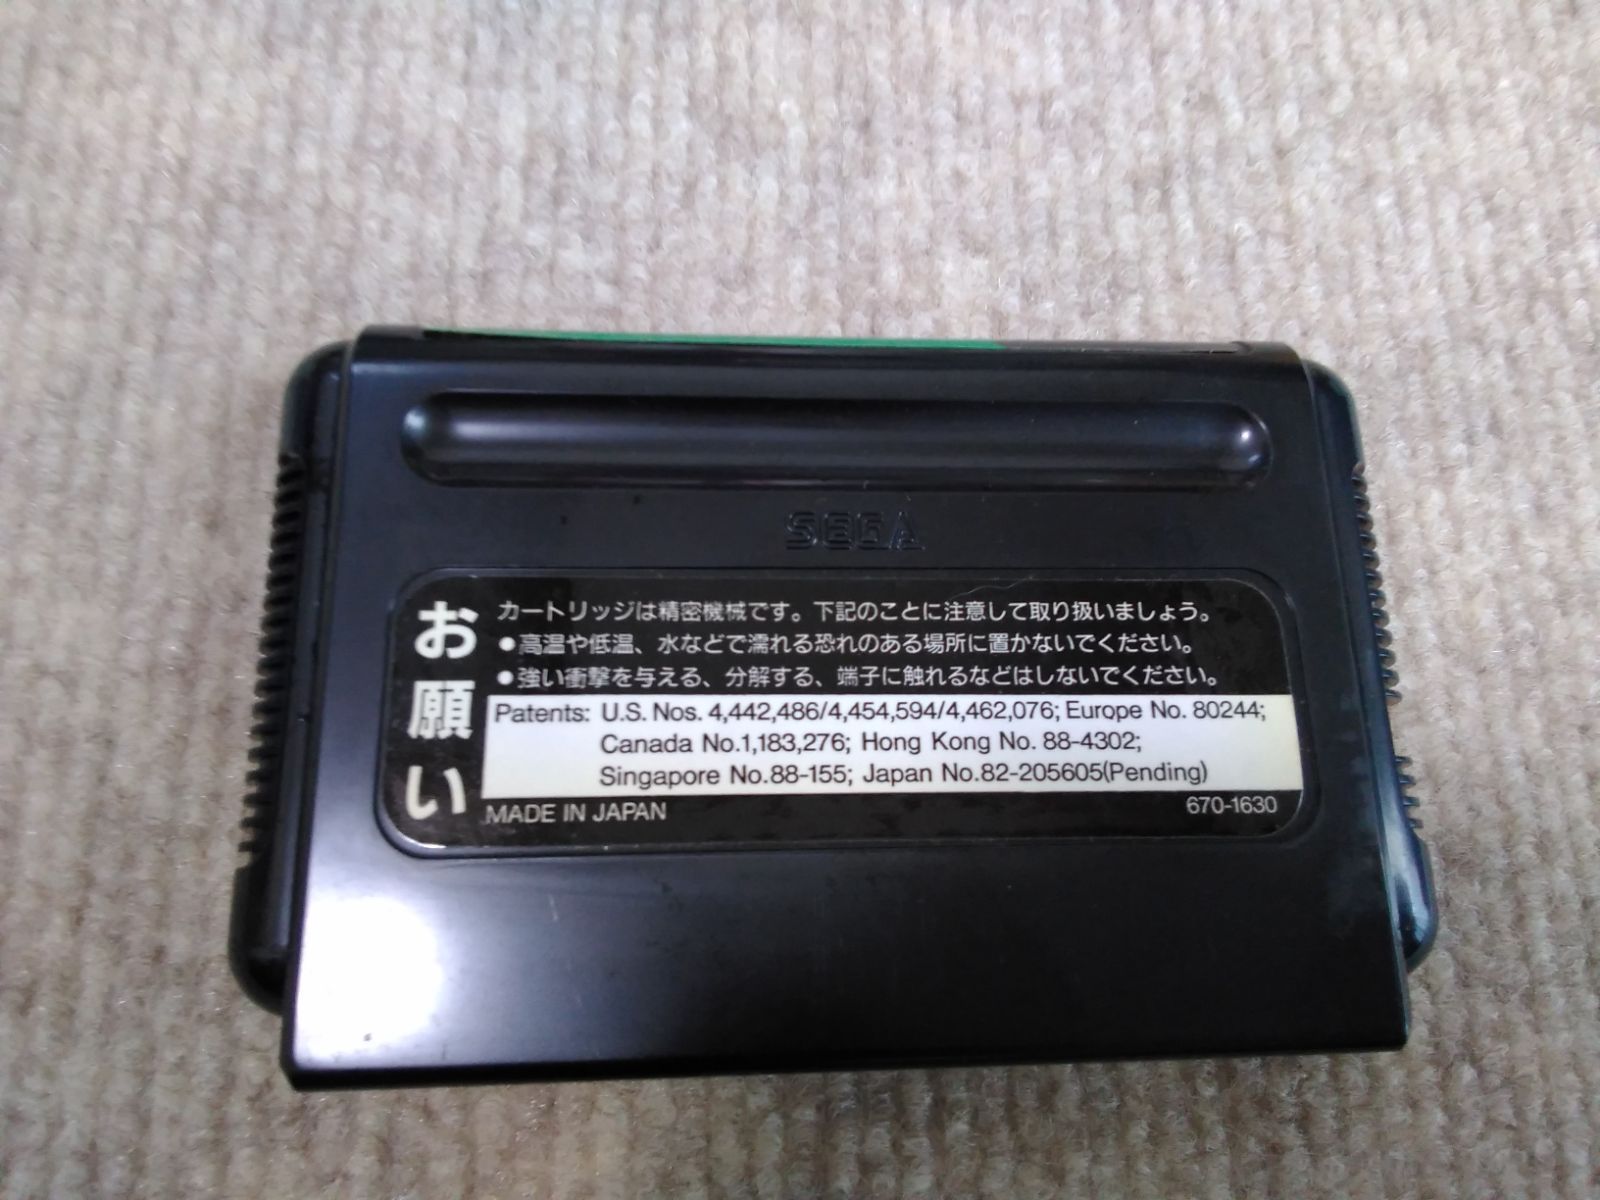 SEGA
お願い
カートリッジは精密機械です。下記のことに注意して取り扱いましょう。
●高温や低温、水などで濡れる恐れのある場所に置かないでください。
●強い衝撃を与える、分解する、端子に触れるなどはしないでください。
Patents: U.S. Nos. 4,442,486/4,454,594/4,462,076; Europe No. 80244;
Canada No.1,183,276; Hong Kong No. 88-4302;
Singapore No.88-155; Japan No.82-205605(Pending)
MADE IN JAPAN
670-1630